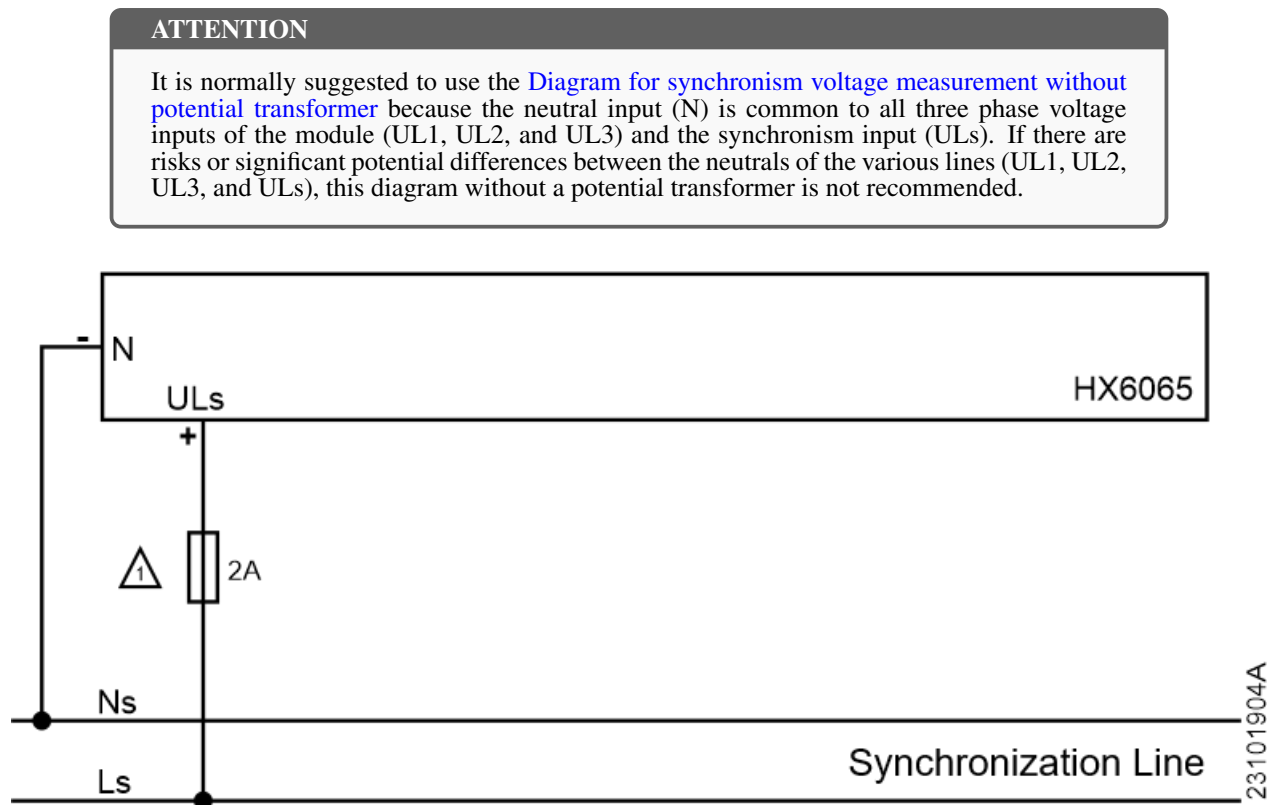 ATTENTION
It is normally suggested to use the Diagram for synchronism voltage measurement without
potential transformer because the neutral input (N) is common to all three phase voltage
inputs of the module (UL1, UL2, and UL3) and the synchronism input (ULs). If there are
risks or significant potential differences between the neutrals of the various lines (UL1, UL2,
UL3, and ULs), this diagram without a potential transformer is not recommended.
-
N
ULs
HX6065
+
1
2A
Ns
Synchronization Line
Ls
23101904A